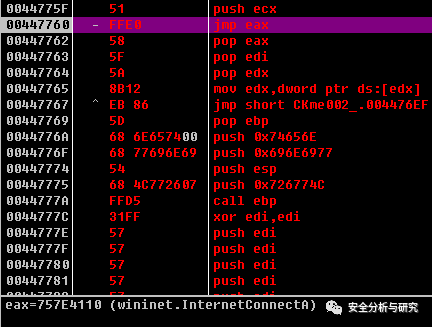 0044775F 51 push ecx
00447760 - FFE0 jmp eax
00447762 58 pop eax
00447763 5F pop edi
00447764 5A pop edx
00447765 8B12 mov edx,dword ptr ds:[edx]
00447767 ^ EB 86 jmp short CKme002_.004476EF
00447769 5D pop ebp
0044776A 68 6E657400 push 0x74656E
0044776F 68 77696E69 push 0x696E6977
00447774 54 push esp
00447775 68 4C772607 push 0x726774C
0044777A FFD5 call ebp
0044777C 31FF xor edi,edi
0044777E 57 push edi
0044777F 57 push edi
00447780 57 push edi
00447781 57 push edi
eax=757E4110 (wininet.InternetConnectA) 安全分析与研究